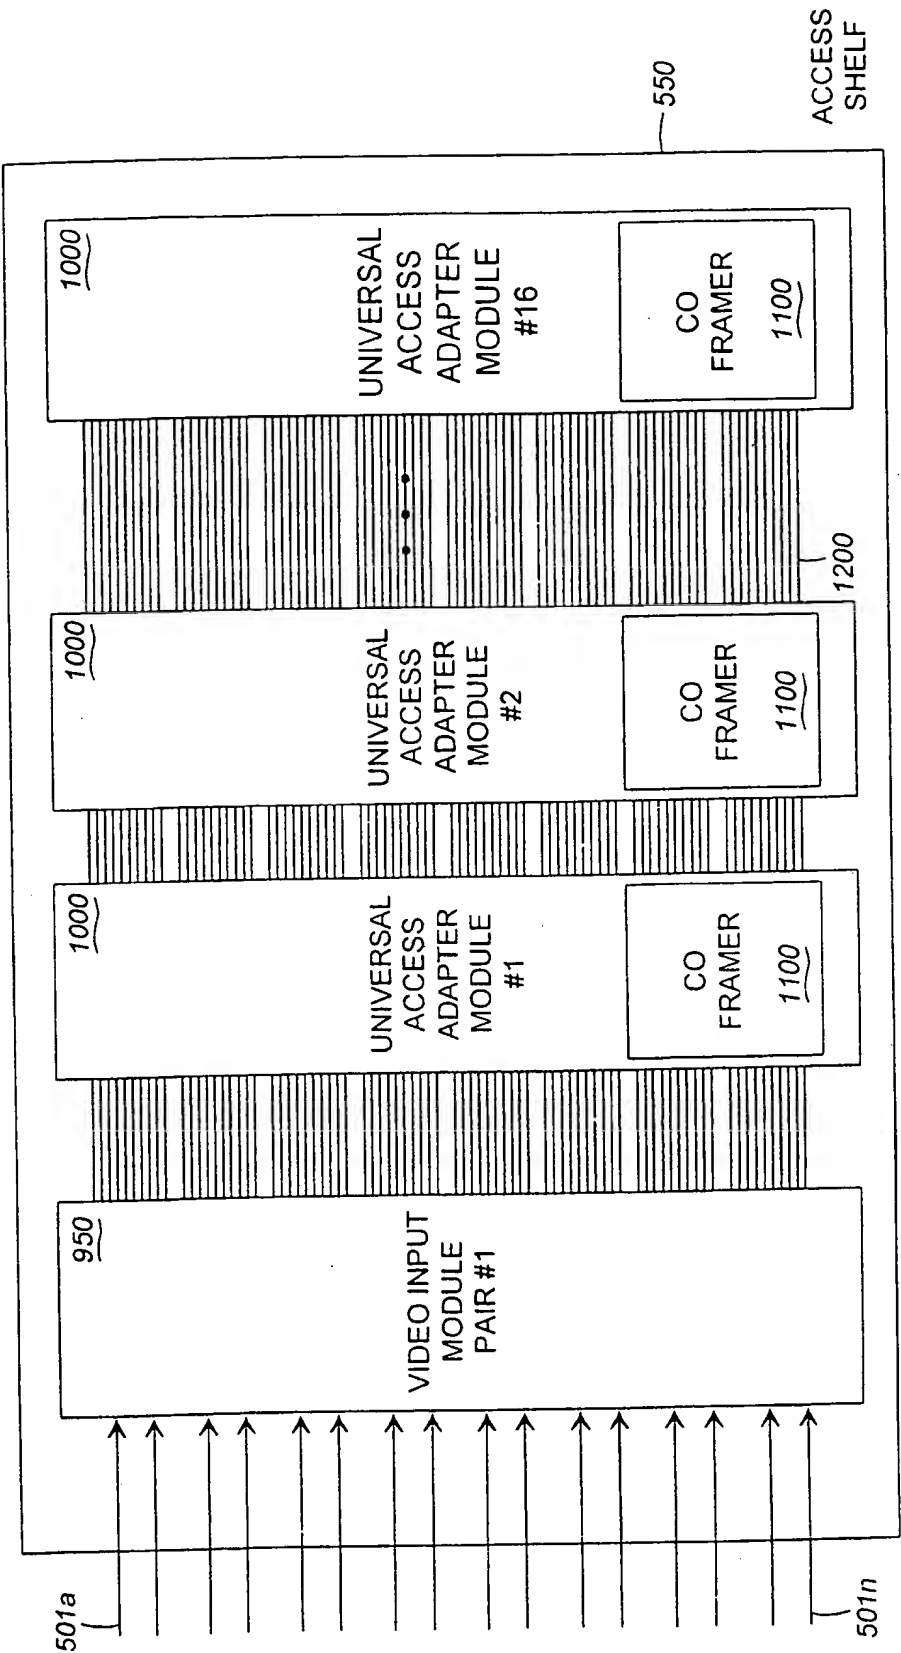 501a
501n
950
VIDEO INPUT
MODULE
PAIR #1
1000
UNIVERSAL
ACCESS
ADAPTER
MODULE
#1
CO
FRAMER
1100
1000
UNIVERSAL
ACCESS
ADAPTER
MODULE
#2
CO
FRAMER
1100
1200
1000
UNIVERSAL
ACCESS
ADAPTER
MODULE
#16
CO
FRAMER
1100
550
ACCESS
SHELF